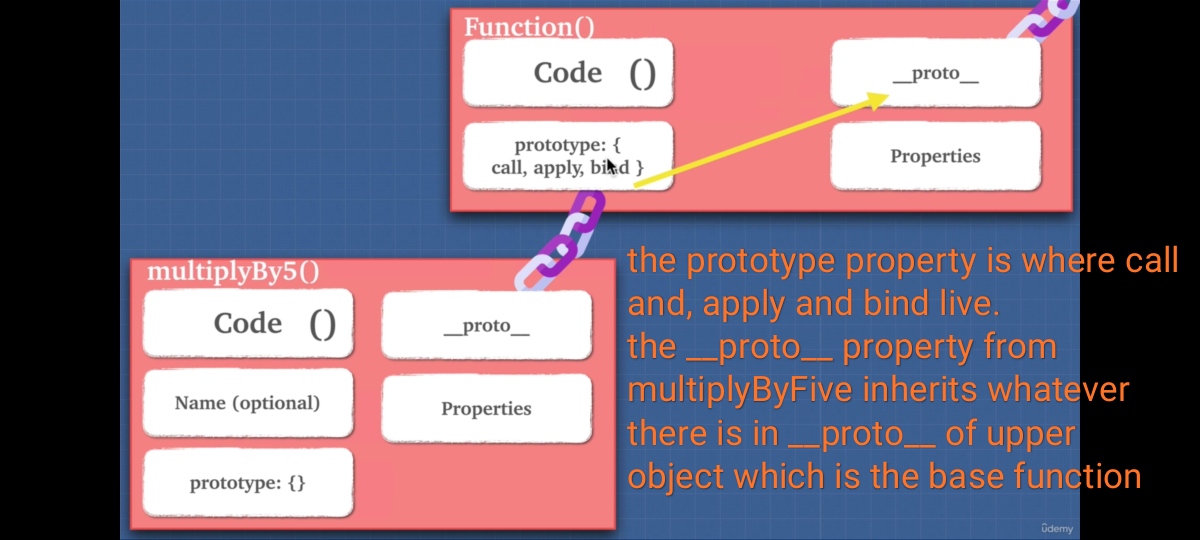 Function()
Code ()
__proto__
prototype: {
call, apply, bind }
Properties
multiplyBy5()
Code ()
__proto__
Name (optional)
Properties
prototype: {}
the prototype property is where call
and, apply and bind live.
the __proto__ property from
multiplyByFive inherits whatever
there is in __proto__ of upper
object which is the base function
ûdemy